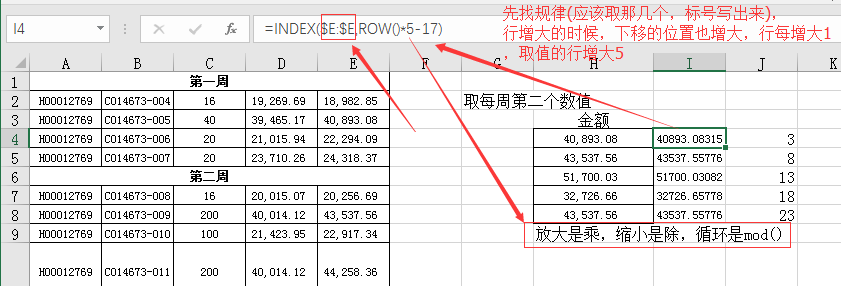 I4
=INDEX($E:$E,ROW()*5-17)
先找规律(应该取那几个，标号写出来)，
行增大的时候，下移的位置也增大，行每增大1
，取值的行增大5
A B C D E F G H I J K
1 第一周
2 H00012769 C014673-004 16 19,269.69 18,982.85 取每周第二个数值
3 H00012769 C014673-005 40 39,465.17 40,893.08 金额
4 H00012769 C014673-006 20 21,015.94 22,294.09 40,893.08 40893.08315 3
5 H00012769 C014673-007 20 23,710.26 24,318.37 43,537.56 43537.55776 8
6 第二周 51,700.03 51700.03082 13
7 H00012769 C014673-008 16 20,015.07 20,256.69 32,726.66 32726.65778 18
8 H00012769 C014673-009 200 40,014.12 43,537.56 43,537.56 43537.55776 23
9 H00012769 C014673-010 100 21,423.95 22,917.34 放大是乘，缩小是除，循环是mod()
H00012769 C014673-011 200 40,014.12 44,258.36